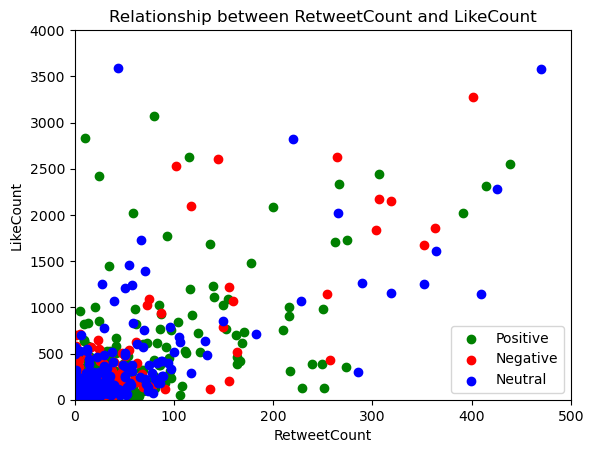 Relationship between RetweetCount and LikeCount
4000
3500
3000
2500
2000
1500
1000
500
0
LikeCount
0 100 200 300 400 500
RetweetCount
Positive
Negative
Neutral